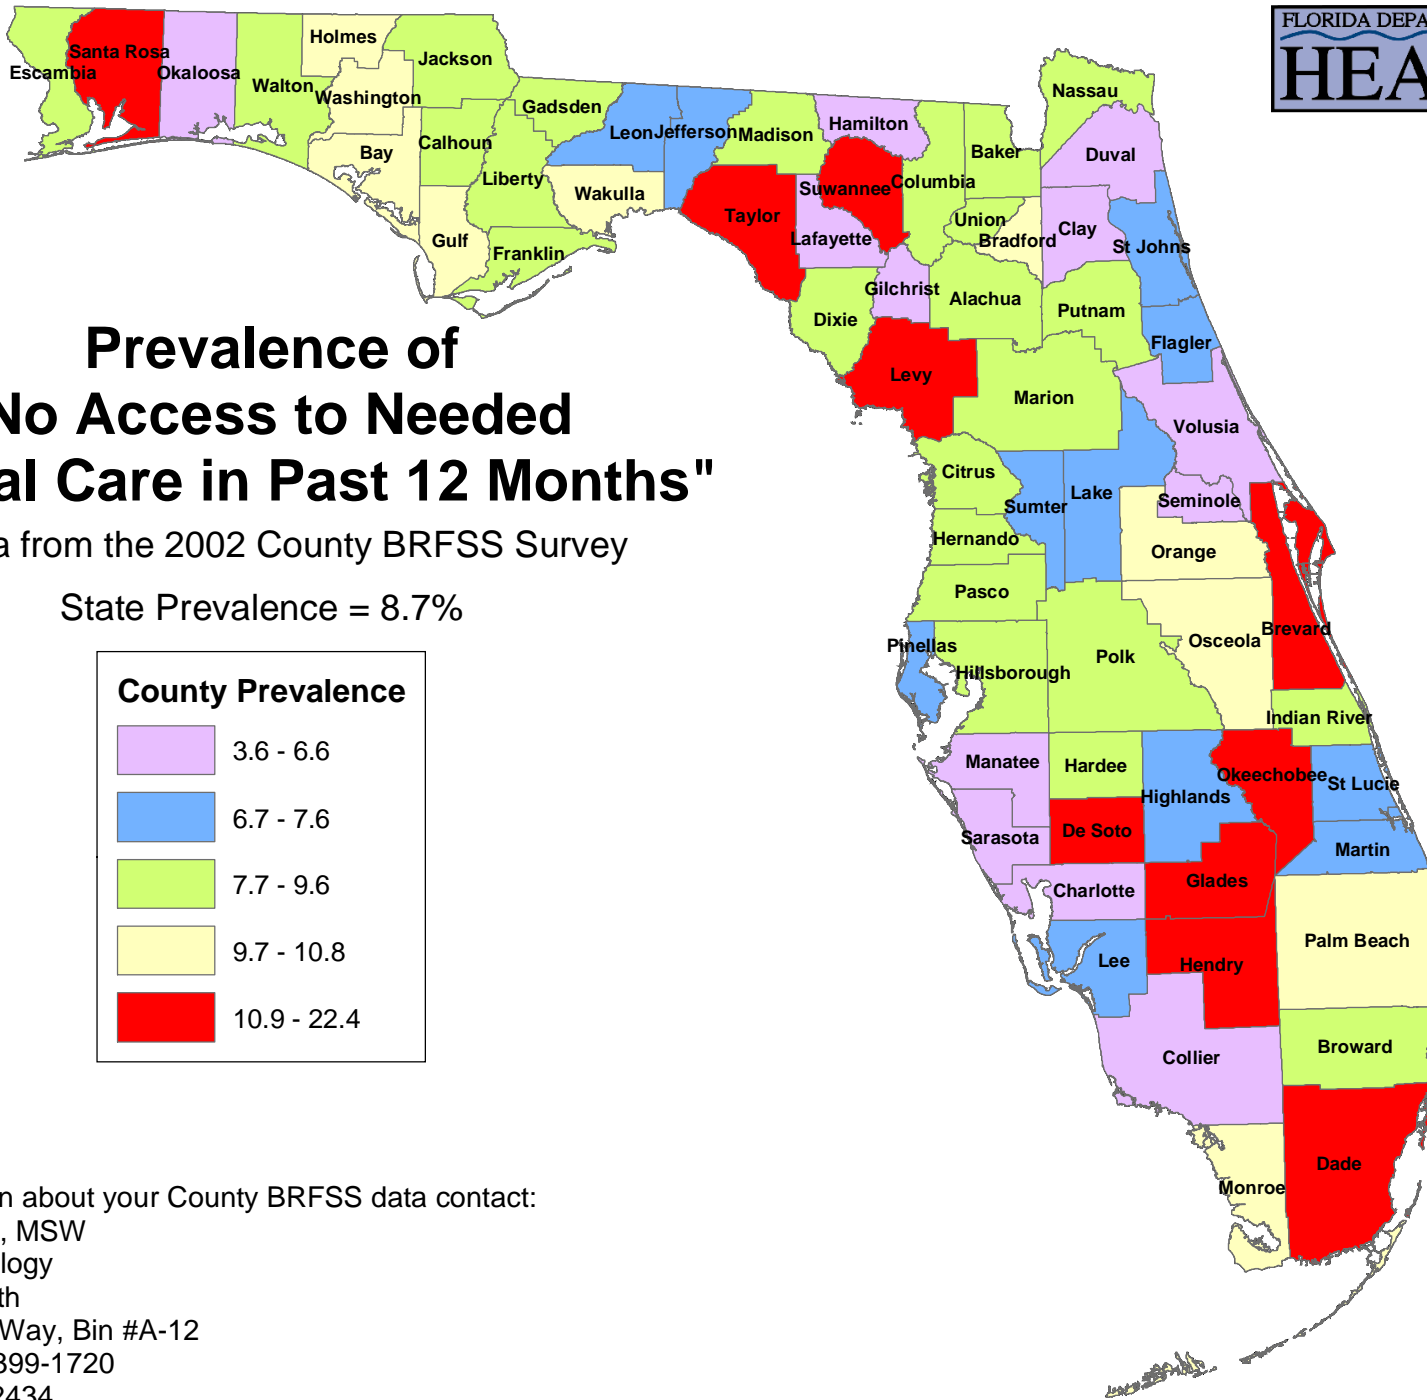 FLORIDA DEPA
HEA
Holmes
Santa Rosa
Jackson
Escambia
Okaloosa
Walton
Washington
Nassau
Gadsden
Leon
Jefferson
Madison
Hamilton
Calhoun
Bay
Baker
Duval
Liberty
Wakulla
Suwannee
Columbia
Taylor
Union
Bradford
Clay
Lafayette
St Johns
Gulf
Franklin
Gilchrist
Alachua
Putnam
Dixie
Flagler
Levy
Marion
Volusia
Citrus
Sumter
Lake
Seminole
Hernando
Orange
Pasco
Brevard
Osceola
Pinellas
Polk
Hillsborough
Indian River
Manatee
Hardee
Okeechobee
St Lucie
Highlands
De Soto
Sarasota
Martin
Glades
Charlotte
Palm Beach
Lee
Hendry
Broward
Collier
Dade
Monroe
Prevalence of
No Access to Needed
al Care in Past 12 Months"
a from the 2002 County BRFSS Survey
State Prevalence = 8.7%
County Prevalence
3.6 - 6.6
6.7 - 7.6
7.7 - 9.6
9.7 - 10.8
10.9 - 22.4
n about your County BRFSS data contact:
, MSW
logy
th
Way, Bin #A-12
399-1720
2434